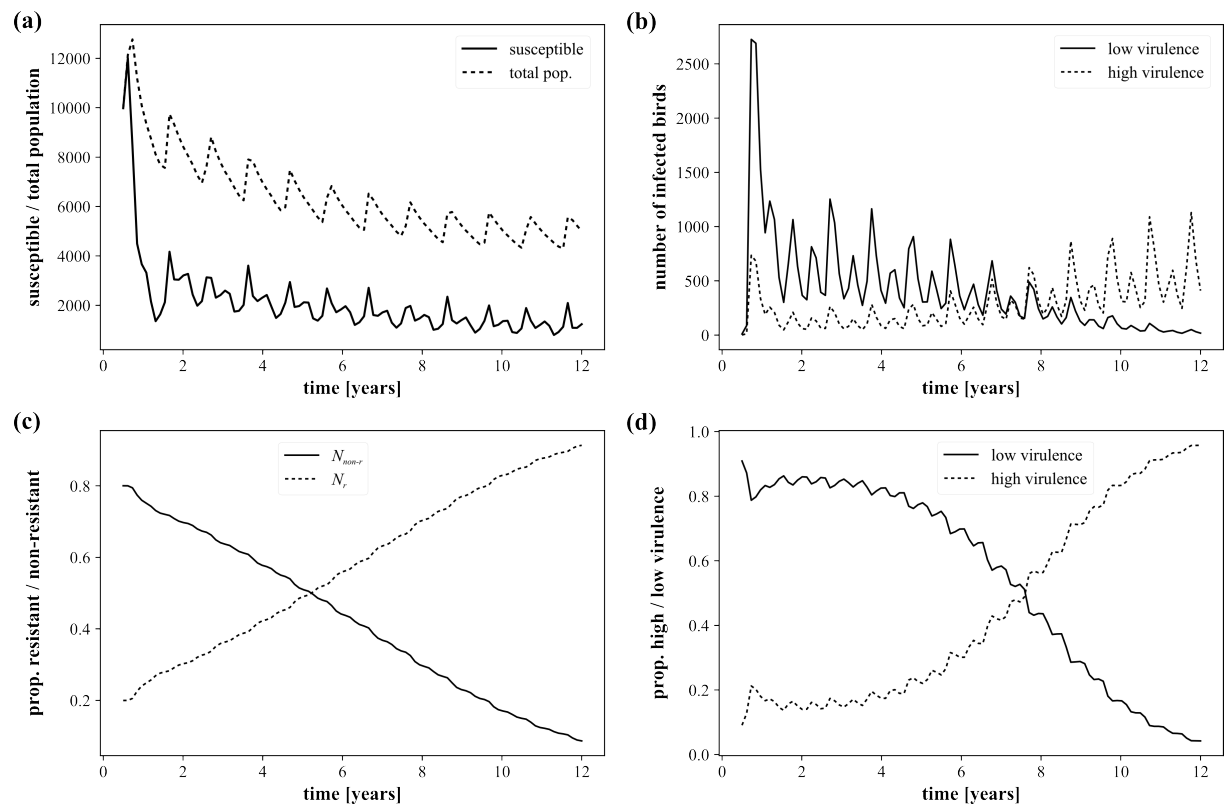 (a)
susceptible / total population
12000
10000
8000
6000
4000
2000
0
2
4
6
8
10
12
time [years]
susceptible
total pop.
(b)
number of infected birds
2500
2000
1500
1000
500
0
0
2
4
6
8
10
12
time [years]
low virulence
high virulence
(c)
prop. resistant / non-resistant
0.8
0.6
0.4
0.2
0
2
4
6
8
10
12
time [years]
N non-r
N r
(d)
prop. high / low virulence
1.0
0.8
0.6
0.4
0.2
0.0
0
2
4
6
8
10
12
time [years]
low virulence
high virulence